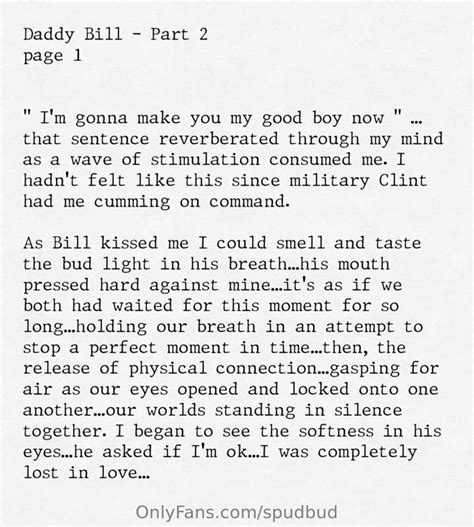 Daddy Bill - Part 2
page 1
" I'm gonna make you my good boy now " …
that sentence reverberated through my mind
as a wave of stimulation consumed me. I
hadn't felt like this since military Clint
had me cumming on command.
As Bill kissed me I could smell and taste
the bud light in his breath…his mouth
pressed hard against mine…it's as if we
both had waited for this moment for so
long…holding our breath in an attempt to
stop a perfect moment in time…then, the
release of physical connection…gasping for
air as our eyes opened and locked onto one
another…our worlds standing in silence
together. I began to see the softness in his
eyes…he asked if I'm ok…I was completely
lost in love…
OnlyFans.com/spudbud